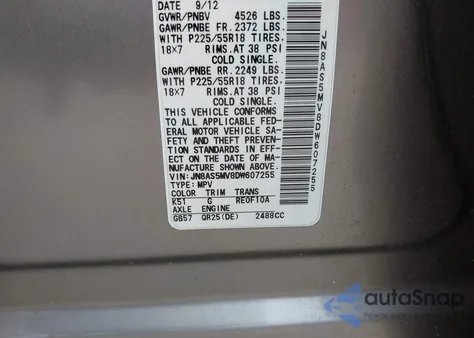 DATE 9/12
GVWR/PNBV 4526 LBS.
GAWR/PNBE FR. 2372 LBS.
WITH P225/55R18 TIRES.
18X7 RIMS. AT 38 PSI
COLD SINGLE.
GAWR/PNBE RR. 2249 LBS.
WITH P225/55R18 TIRES.
18X7 RIMS. AT 38 PSI
COLD SINGLE.
THIS VEHICLE CONFORMS
TO ALL APPLICABLE FED-
ERAL MOTOR VEHICLE SA-
FETY AND THEFT PREVEN-
TION STANDARDS IN EFF-
ECT ON THE DATE OF MA-
NUFACTURE SHOWN ABOVE.
VIN: JN8AS5MV8DW607255
TYPE: MPV
COLOR TRIM TRANS
K51 G RE0F10A
AXLE ENGINE
GB57 QR25(DE) 2488CC
JN8AS5MV8DW607255
autoSnap